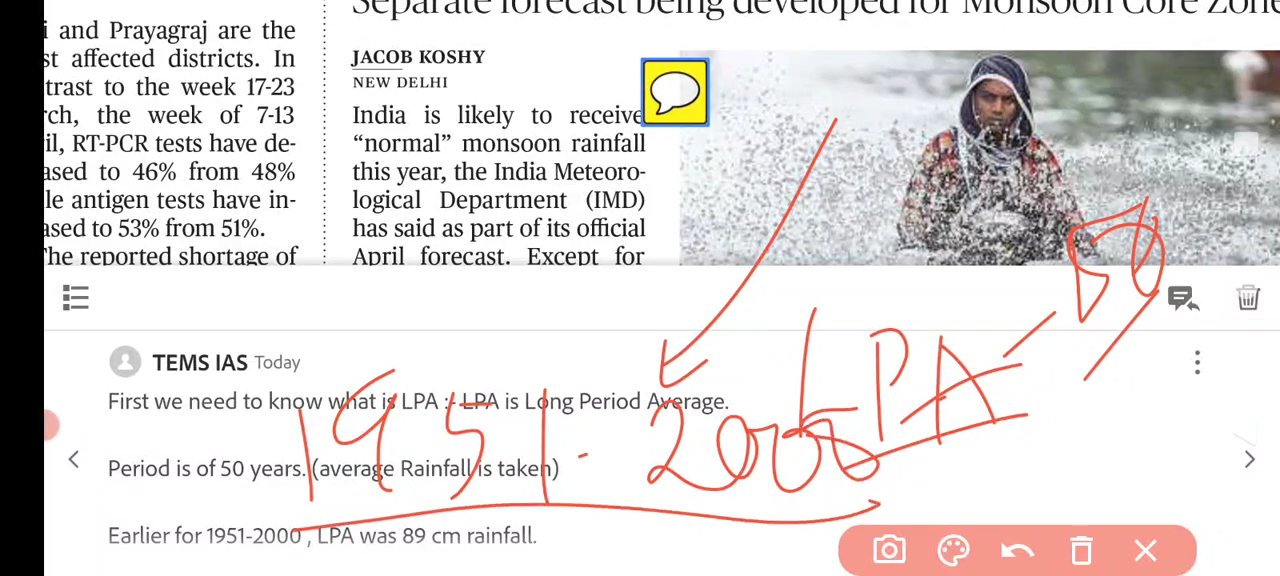 Separate forecast being developed for Monsoon Core Zone
i and Prayagraj are the
st affected districts. In
trast to the week 17-23
rch, the week of 7-13
il, RT-PCR tests have de-
ased to 46% from 48%
le antigen tests have in-
ased to 53% from 51%.
The reported shortage of
JACOB KOSHY
NEW DELHI
India is likely to receive
“normal” monsoon rainfall
this year, the India Meteoro-
logical Department (IMD)
has said as part of its official
April forecast. Except for
TEMS IAS Today
First we need to know what is LPA :- LPA is Long Period Average.
Period is of 50 years. (average Rainfall is taken)
Earlier for 1951-2000 , LPA was 89 cm rainfall.
LPA - 50
1951 - 2000